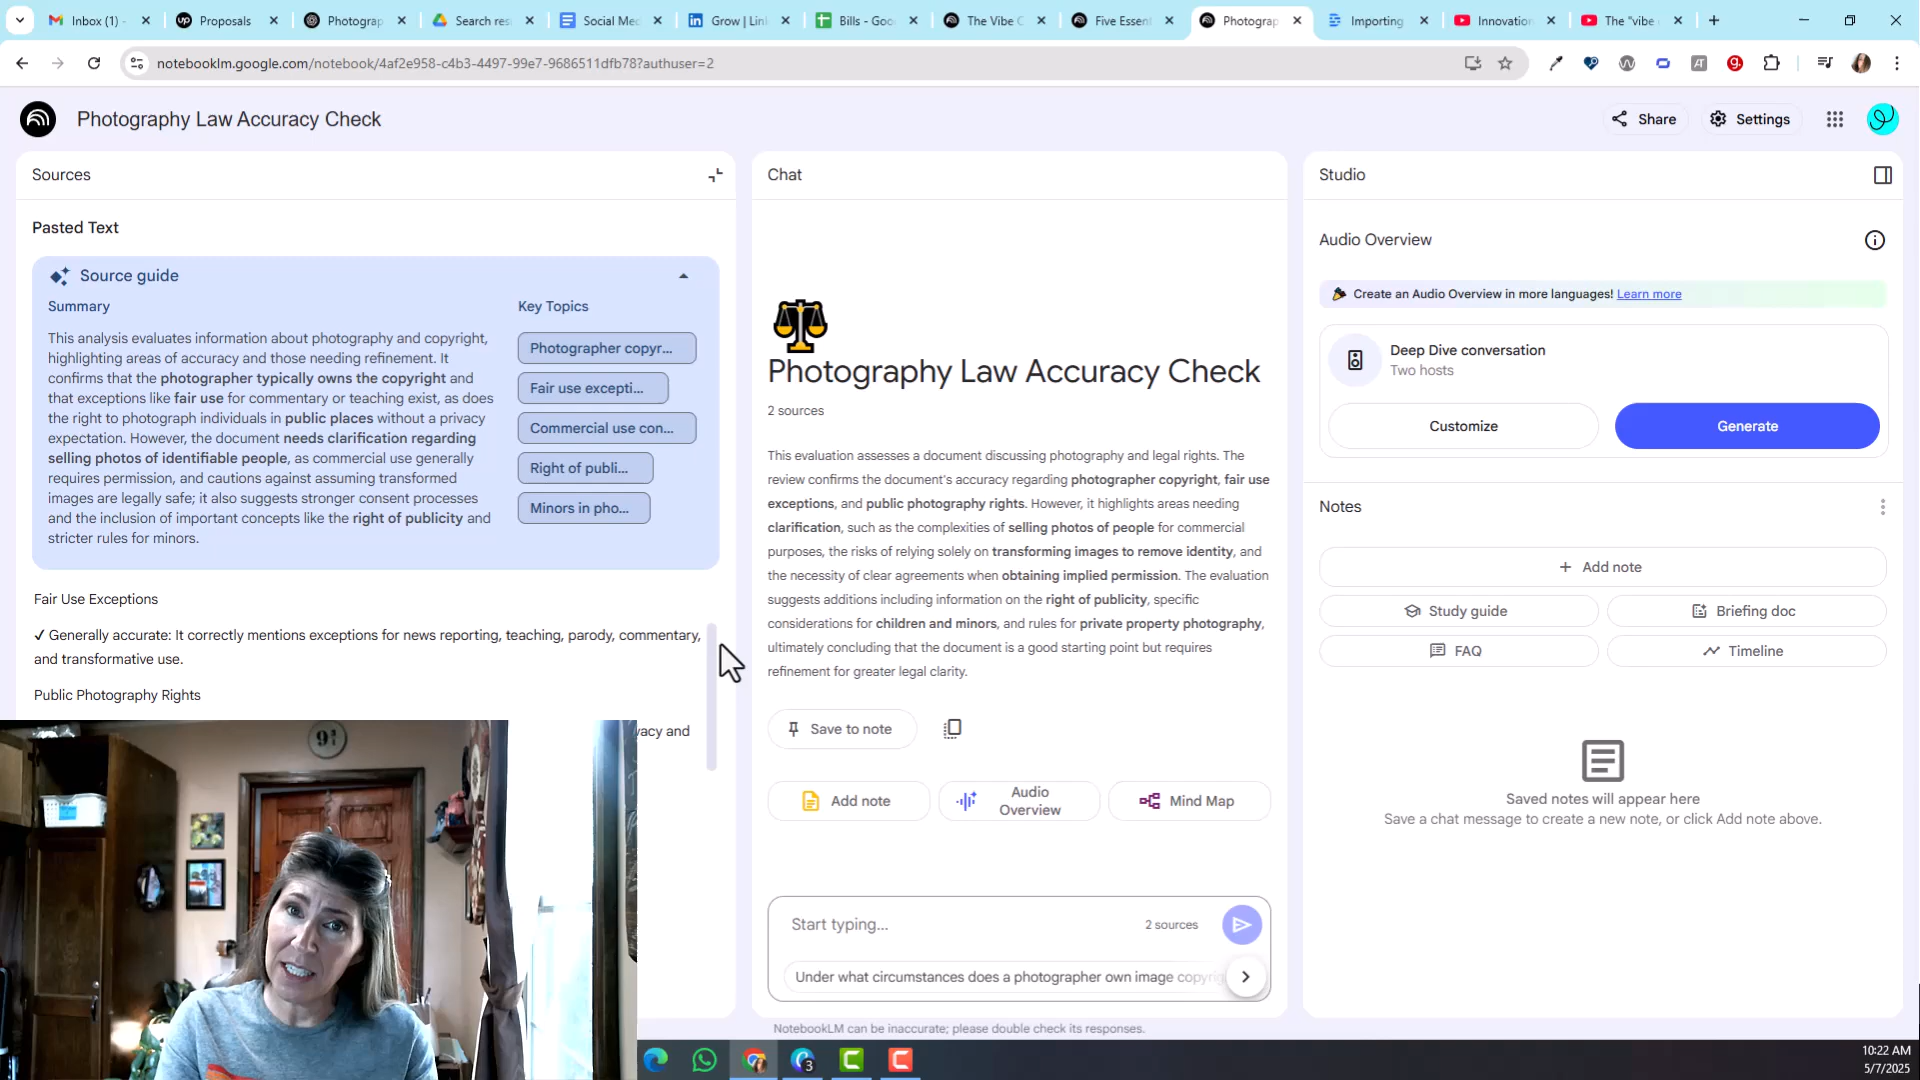 Inbox (1) -
Proposals
Photograp
Search res
Social Med
Grow | Link
Bills - Goo
The Vibe C
Five Essent
Photograp
Importing
Innovation
The "vibe
notebooklm.google.com/notebook/4af2e958-c4b3-4497-99e7-9686511dfb78?authuser=2
Photography Law Accuracy Check
Share
Settings
Sources
Pasted Text
Source guide
Summary
This analysis evaluates information about photography and copyright,
highlighting areas of accuracy and those needing refinement. It
confirms that the photographer typically owns the copyright and
that exceptions like fair use for commentary or teaching exist, as does
the right to photograph individuals in public places without a privacy
expectation. However, the document needs clarification regarding
selling photos of identifiable people, as commercial use generally
requires permission, and cautions against assuming transformed
images are legally safe; it also suggests stronger consent processes
and the inclusion of important concepts like the right of publicity and
stricter rules for minors.
Key Topics
Photographer copyr...
Fair use excepti...
Commercial use con...
Right of publi...
Minors in pho...
Fair Use Exceptions
✓ Generally accurate: It correctly mentions exceptions for news reporting, teaching, parody, commentary,
and transformative use.
Public Photography Rights
vacy and
Chat
Photography Law Accuracy Check
2 sources
This evaluation assesses a document discussing photography and legal rights. The
review confirms the document's accuracy regarding photographer copyright, fair use
exceptions, and public photography rights. However, it highlights areas needing
clarification, such as the complexities of selling photos of people for commercial
purposes, the risks of relying solely on transforming images to remove identity, and
the necessity of clear agreements when obtaining implied permission. The evaluation
suggests additions including information on the right of publicity, specific
considerations for children and minors, and rules for private property photography,
ultimately concluding that the document is a good starting point but requires
refinement for greater legal clarity.
Save to note
Add note
Audio
Overview
Mind Map
Start typing...
2 sources
Under what circumstances does a photographer own image copyrig
NotebookLM can be inaccurate; please double check its responses.
Studio
Audio Overview
Create an Audio Overview in more languages! Learn more
Deep Dive conversation
Two hosts
Customize
Generate
Notes
Add note
Study guide
Briefing doc
FAQ
Timeline
Saved notes will appear here
Save a chat message to create a new note, or click Add note above.
10:22 AM
5/7/2025